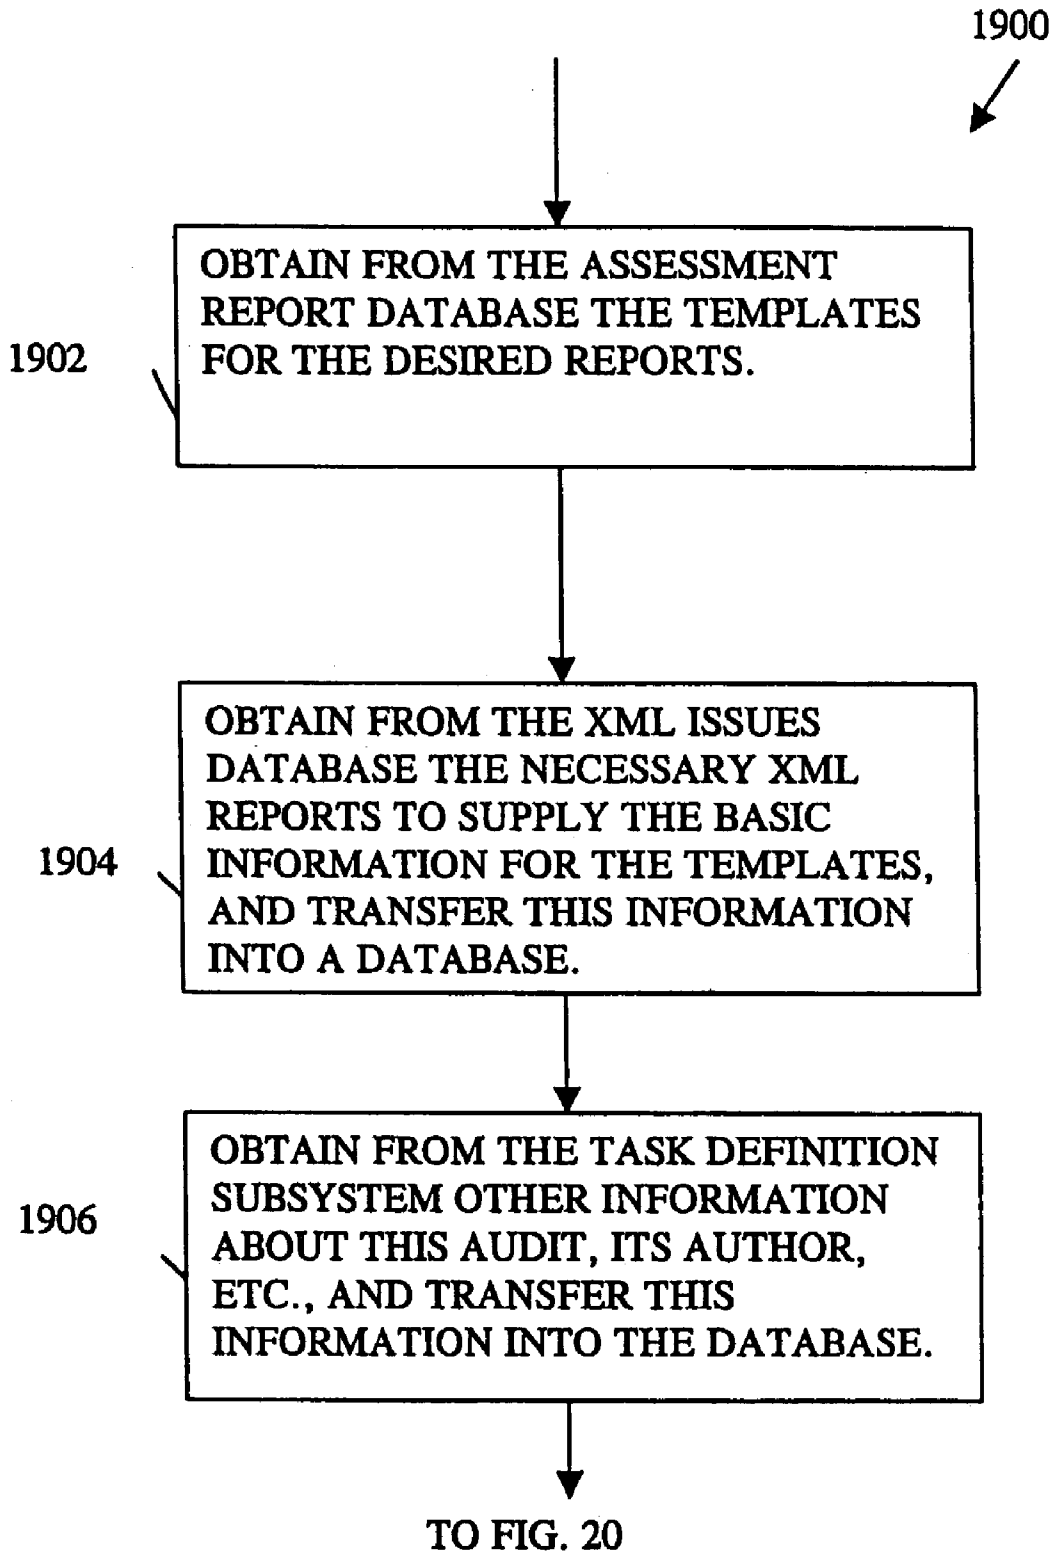 1900
OBTAIN FROM THE ASSESSMENT
REPORT DATABASE THE TEMPLATES
FOR THE DESIRED REPORTS.
1902
OBTAIN FROM THE XML ISSUES
DATABASE THE NECESSARY XML
REPORTS TO SUPPLY THE BASIC
INFORMATION FOR THE TEMPLATES,
AND TRANSFER THIS INFORMATION
INTO A DATABASE.
1904
OBTAIN FROM THE TASK DEFINITION
SUBSYSTEM OTHER INFORMATION
ABOUT THIS AUDIT, ITS AUTHOR,
ETC., AND TRANSFER THIS
INFORMATION INTO THE DATABASE.
1906
TO FIG. 20